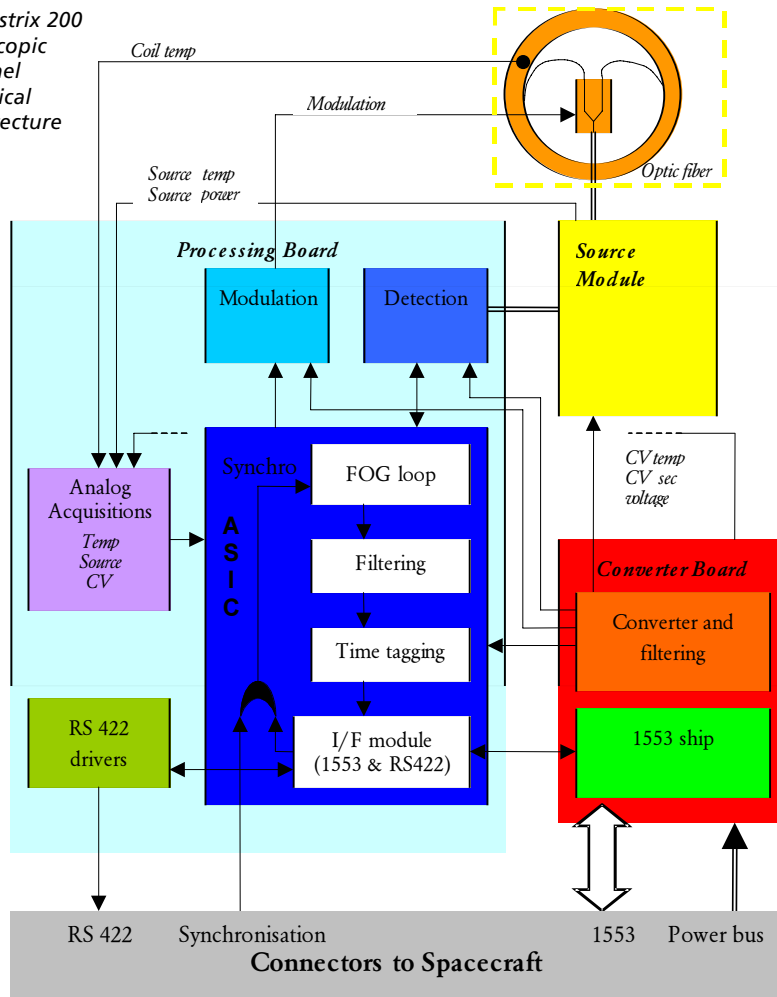 strix 200
copic
nel
ical
ecture
Coil temp
Modulation
Optic fiber
Source temp
Source power
Processing Board
Source
Module
Modulation
Detection
CV temp
CV sec
voltage
Synchro
FOG loop
Analog
Acquisitions
Temp
Source
CV
A
S
I
C
Filtering
Converter Board
Converter and
filtering
Time tagging
RS 422
drivers
I/F module
(1553 & RS422)
1553 ship
RS 422
Synchronisation
1553
Power bus
Connectors to Spacecraft